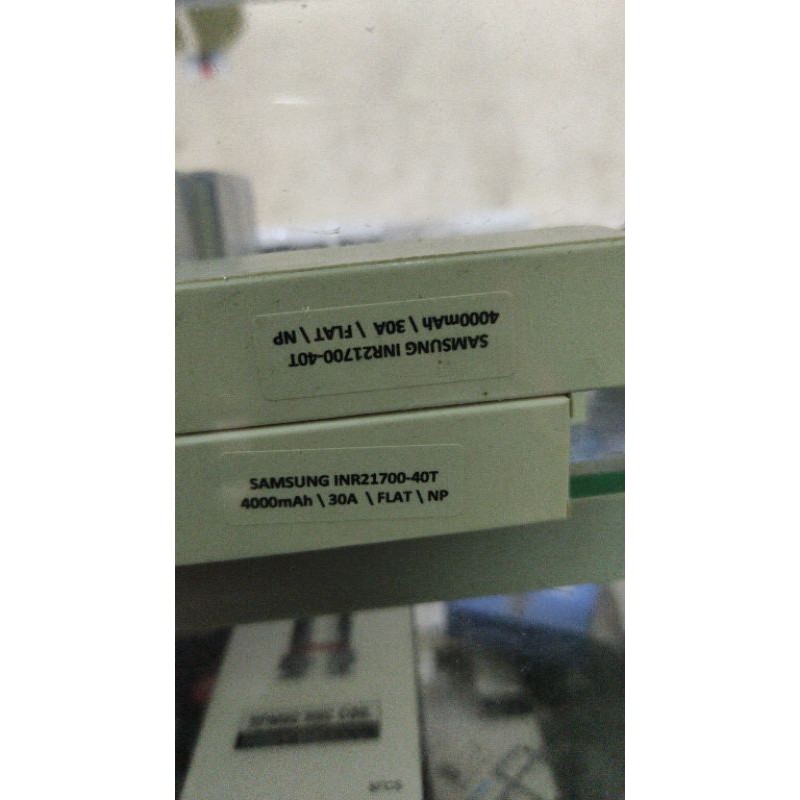 SAMSUNG INR21700-40T
4000mAh \ 30A \ FLAT \ NP
SAMSUNG INR21700-40T
4000mAh \ 30A \ FLAT \ NP